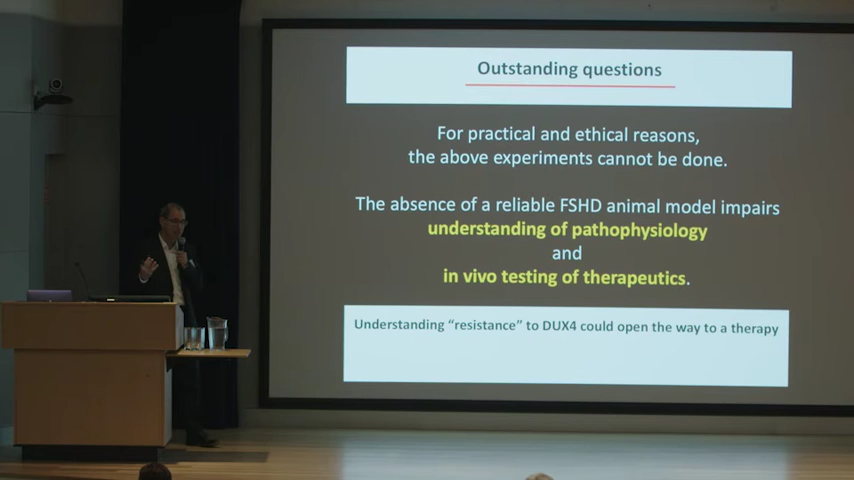 Outstanding questions
For practical and ethical reasons,
the above experiments cannot be done.
The absence of a reliable FSHD animal model impairs
understanding of pathophysiology
and
in vivo testing of therapeutics.
Understanding “resistance” to DUX4 could open the way to a therapy